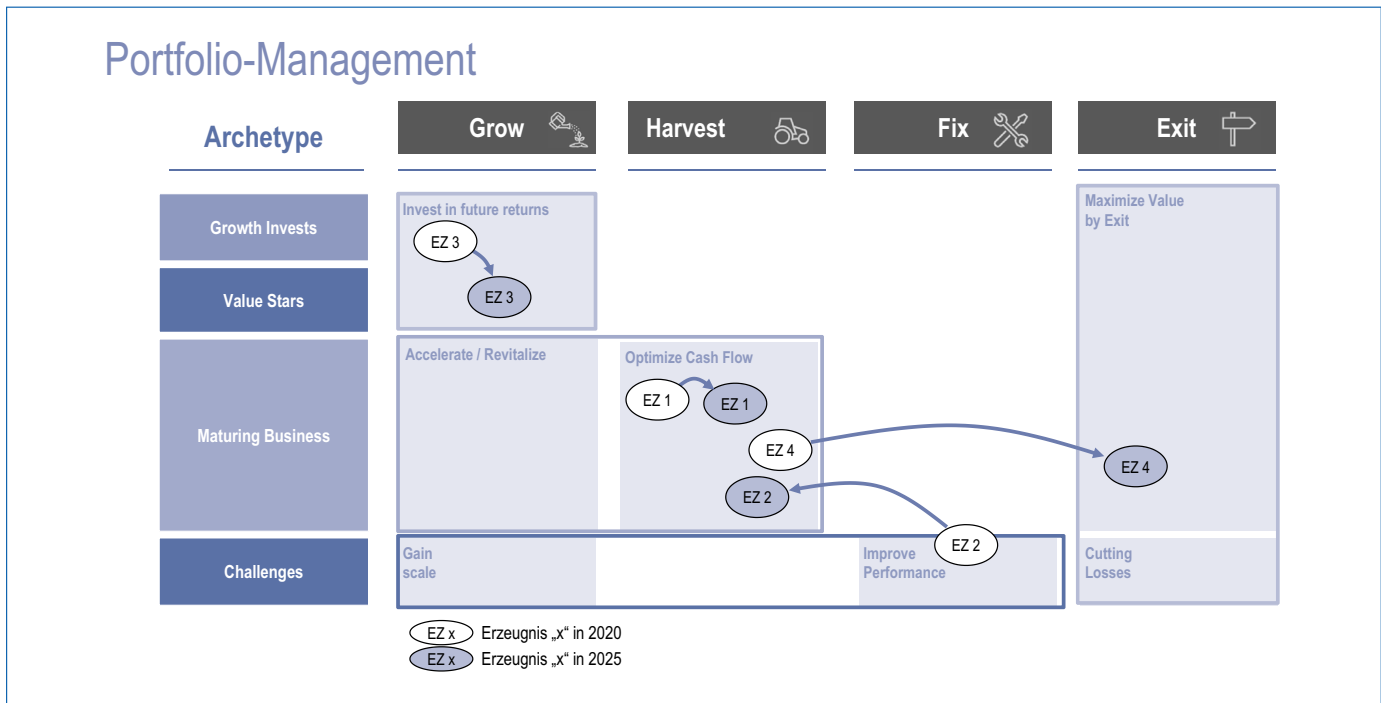 Portfolio-Management
Archetype
Grow
Harvest
Fix
Exit
Growth Invests
Value Stars
Maturing Business
Challenges
Invest in future returns
EZ 3
EZ 3
Accelerate / Revitalize
Optimize Cash Flow
EZ 1
EZ 1
EZ 4
EZ 2
Gain
scale
Improve
Performance
EZ 2
Maximize Value
by Exit
EZ 4
Cutting
Losses
EZ x Erzeugnis „x“ in 2020
EZ x Erzeugnis „x“ in 2025